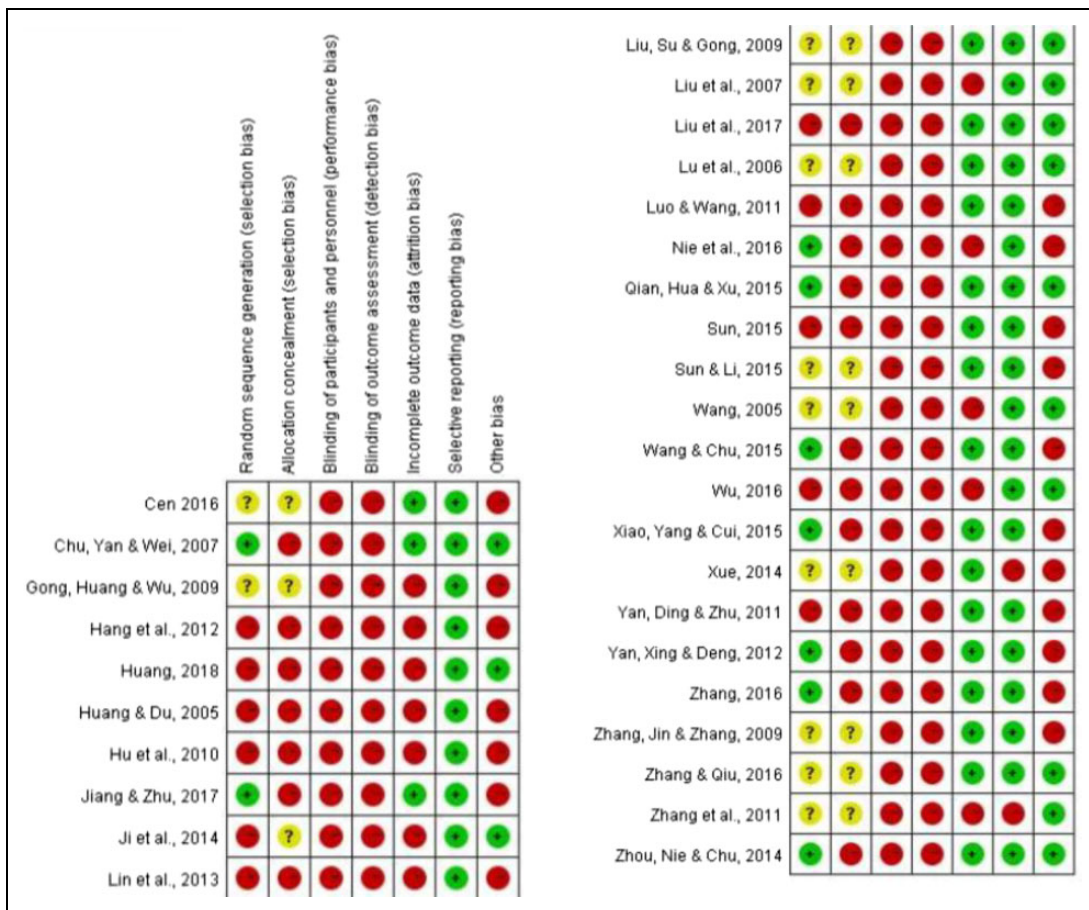 Random sequence generation (selection bias)
Allocation concealment (selection bias)
Blinding of participants and personnel (performance bias)
Blinding of outcome assessment (detection bias)
Incomplete outcome data (attrition bias)
Selective reporting (reporting bias)
Other bias
Cen 2016 ? ? - - + + -
Chu, Yan & Wei, 2007 + - - - + + +
Gong, Huang & Wu, 2009 ? ? - - - + -
Hang et al., 2012 - - - - - + -
Huang, 2018 - - - - - + +
Huang & Du, 2005 - - - - - + -
Hu et al., 2010 - - - - - + -
Jiang & Zhu, 2017 + - - - + + -
Ji et al., 2014 - ? - - - + +
Lin et al., 2013 - - - - - + -
Liu, Su & Gong, 2009 ? ? - - + + +
Liu et al., 2007 ? ? - - - + +
Liu et al., 2017 - - - - + + +
Lu et al., 2006 ? ? - - + + +
Luo & Wang, 2011 - - - - + + -
Nie et al., 2016 + - - - - + -
Qian, Hua & Xu, 2015 + - - - + + +
Sun, 2015 - - - - + + -
Sun & Li, 2015 ? ? - - + + -
Wang, 2005 ? ? - - - + +
Wang & Chu, 2015 + - - - + + -
Wu, 2016 - - - - - + +
Xiao, Yang & Cui, 2015 + - - - + + -
Xue, 2014 ? ? - - + - -
Yan, Ding & Zhu, 2011 - - - - + + -
Yan, Xing & Deng, 2012 + - - - + + -
Zhang, 2016 + - - - + + -
Zhang, Jin & Zhang, 2009 ? ? - - + + -
Zhang & Qiu, 2016 ? ? - - + + +
Zhang et al., 2011 ? ? - - - - +
Zhou, Nie & Chu, 2014 + - - - + + +